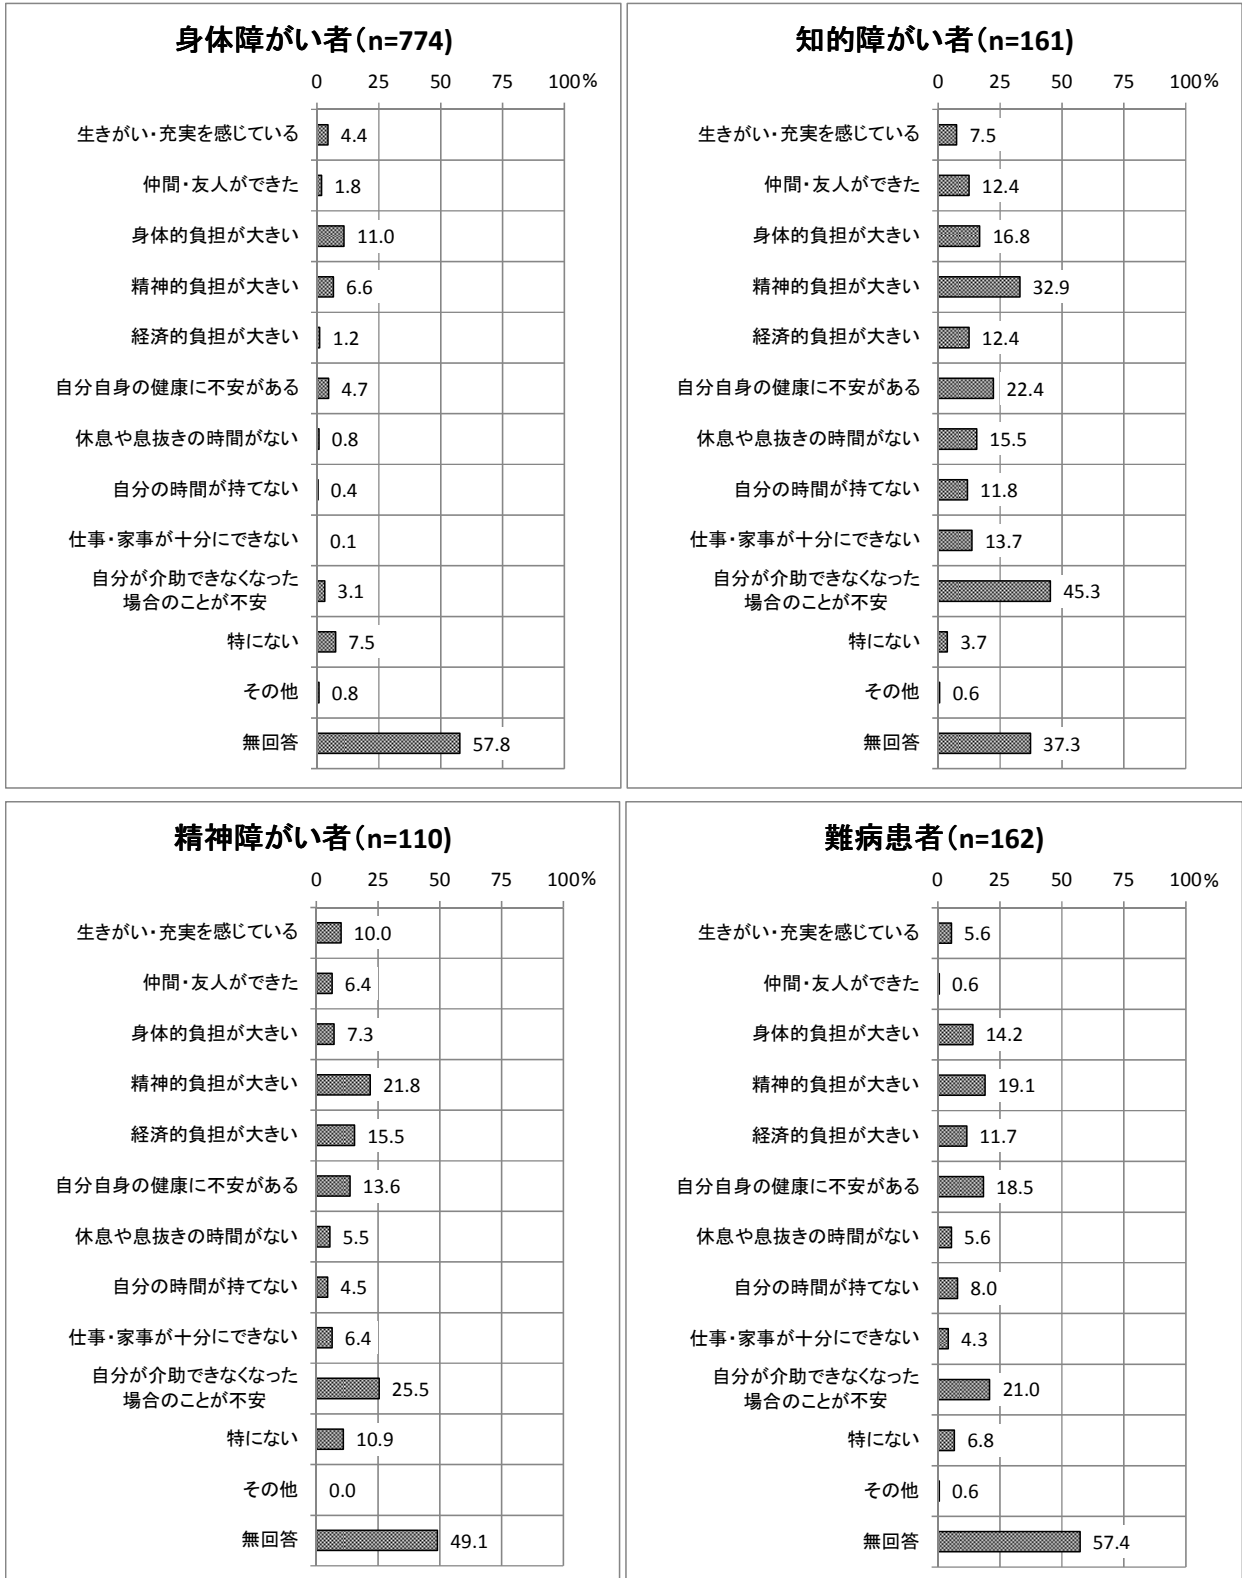 身体障がい者（n=774)
0 25 50 75 100%
生きがい・充実を感じている 4.4
仲間・友人ができた 1.8
身体的負担が大きい 11.0
精神的負担が大きい 6.6
経済的負担が大きい 1.2
自分自身の健康に不安がある 4.7
休息や息抜きの時間がない 0.8
自分の時間が持てない 0.4
仕事・家事が十分にできない 0.1
自分が介助できなくなった
場合のことが不安 3.1
特にない 7.5
その他 0.8
無回答 57.8
知的障がい者（n=161)
0 25 50 75 100%
生きがい・充実を感じている 7.5
仲間・友人ができた 12.4
身体的負担が大きい 16.8
精神的負担が大きい 32.9
経済的負担が大きい 12.4
自分自身の健康に不安がある 22.4
休息や息抜きの時間がない 15.5
自分の時間が持てない 11.8
仕事・家事が十分にできない 13.7
自分が介助できなくなった
場合のことが不安 45.3
特にない 3.7
その他 0.6
無回答 37.3
精神障がい者（n=110)
0 25 50 75 100%
生きがい・充実を感じている 10.0
仲間・友人ができた 6.4
身体的負担が大きい 7.3
精神的負担が大きい 21.8
経済的負担が大きい 15.5
自分自身の健康に不安がある 13.6
休息や息抜きの時間がない 5.5
自分の時間が持てない 4.5
仕事・家事が十分にできない 6.4
自分が介助できなくなった
場合のことが不安 25.5
特にない 10.9
その他 0.0
無回答 49.1
難病患者（n=162)
0 25 50 75 100%
生きがい・充実を感じている 5.6
仲間・友人ができた 0.6
身体的負担が大きい 14.2
精神的負担が大きい 19.1
経済的負担が大きい 11.7
自分自身の健康に不安がある 18.5
休息や息抜きの時間がない 5.6
自分の時間が持てない 8.0
仕事・家事が十分にできない 4.3
自分が介助できなくなった
場合のことが不安 21.0
特にない 6.8
その他 0.6
無回答 57.4